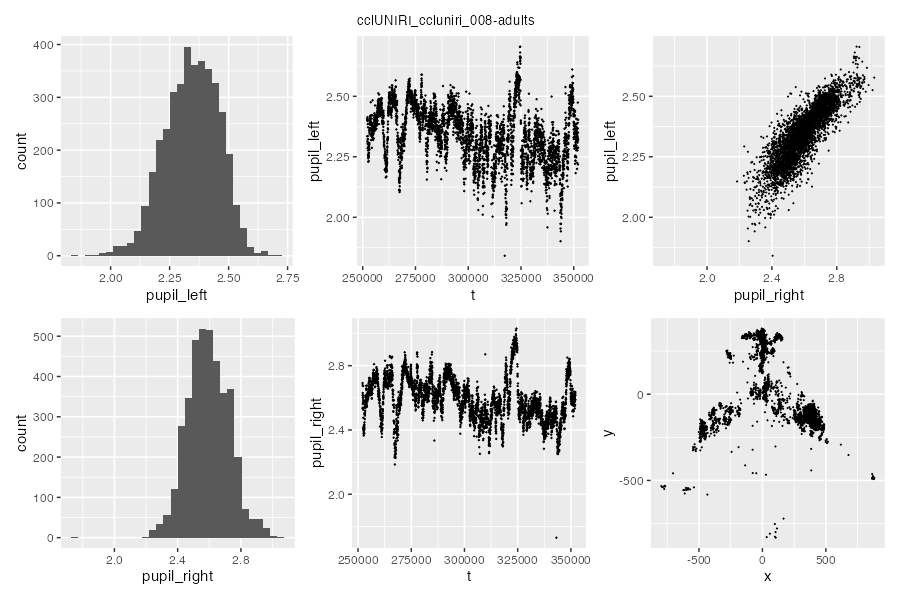 cclUNIRI_ccluniri_008-adults
400
300
200
100
0
count
2.00 2.25 2.50 2.75
pupil_left
2.50
2.25
2.00
pupil_left
250000 275000 300000 325000 350000
t
2.50
2.25
2.00
pupil_left
2.0 2.4 2.8
pupil_right
500
400
300
200
100
0
count
2.0 2.4 2.8
pupil_right
2.8
2.4
2.0
pupil_right
250000 275000 300000 325000 350000
t
0
-500
y
-500 0 500
x